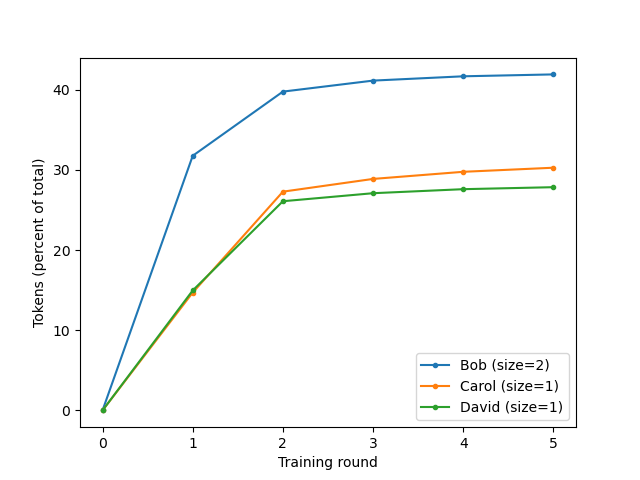 40
30
20
10
0
Tokens (percent of total)
Bob (size=2)
Carol (size=1)
David (size=1)
0 1 2 3 4 5
Training round